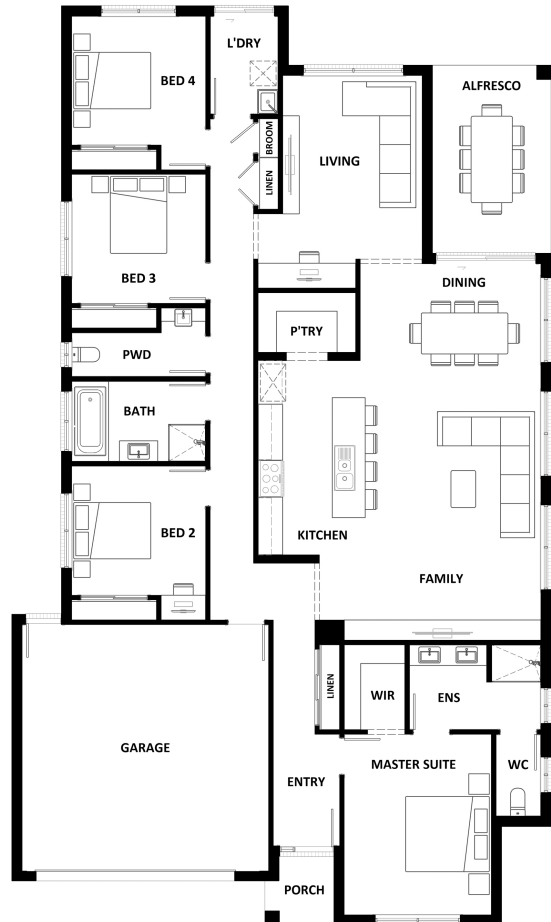 L'DRY
BED 4
ALFRESCO
BROOM
LIVING
LINEN
BED 3
DINING
P'TRY
PWD
BATH
BED 2
KITCHEN
FAMILY
LINEN
WIR
ENS
GARAGE
MASTER SUITE
WC
ENTRY
PORCH